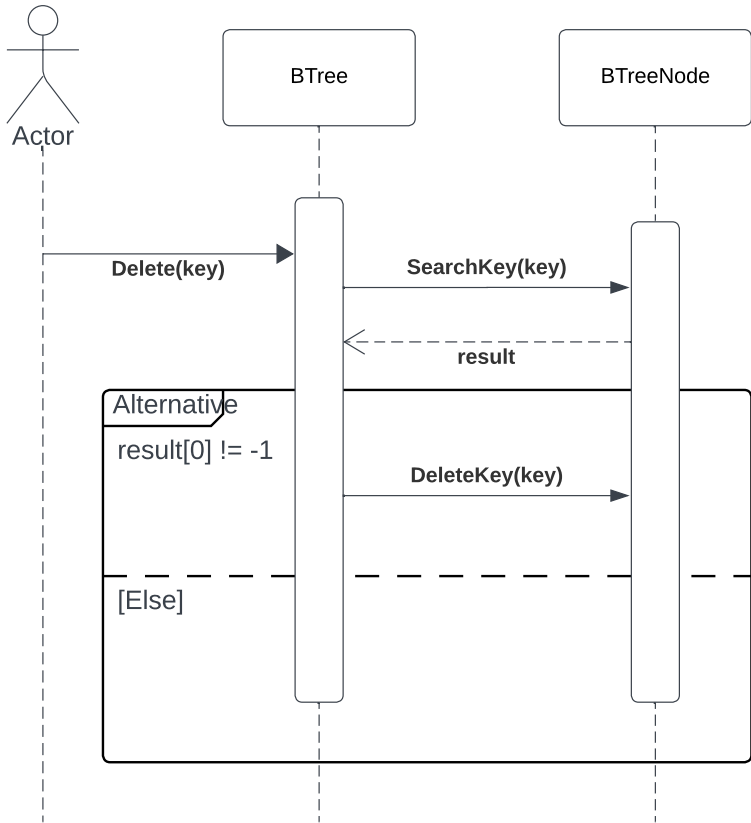 Actor
BTree
BTreeNode
Delete(key)
SearchKey(key)
result
Alternative
result[0] != -1
DeleteKey(key)
[Else]